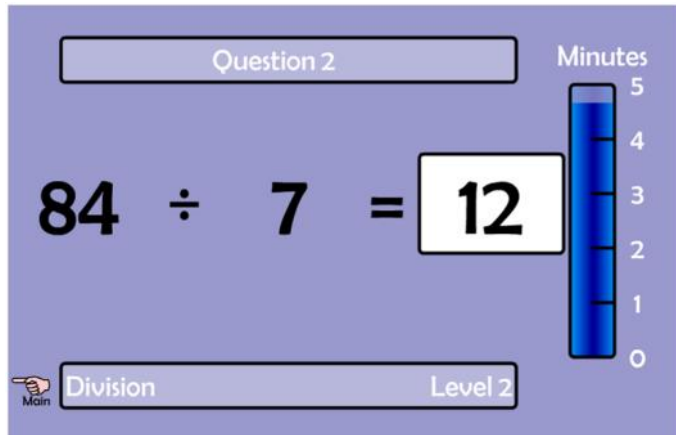 Question 2
Minutes
5
4
3
2
1
0
84 ÷ 7 = 12
Main
Division Level 2